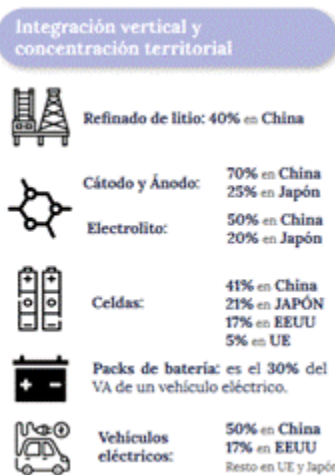 Integración vertical y
concentración territorial
Refinado de litio: 40% en China
Cátodo y Ánodo:
70% en China
25% en Japón
Electrolito:
50% en China
20% en Japón
Celdas:
41% en China
21% en JAPÓN
17% en EEUU
5% en UE
Packs de batería: es el 30% del
VA de un vehículo eléctrico.
Vehículos
eléctricos:
50% en China
17% en EEUU
Resto en UE y Japón